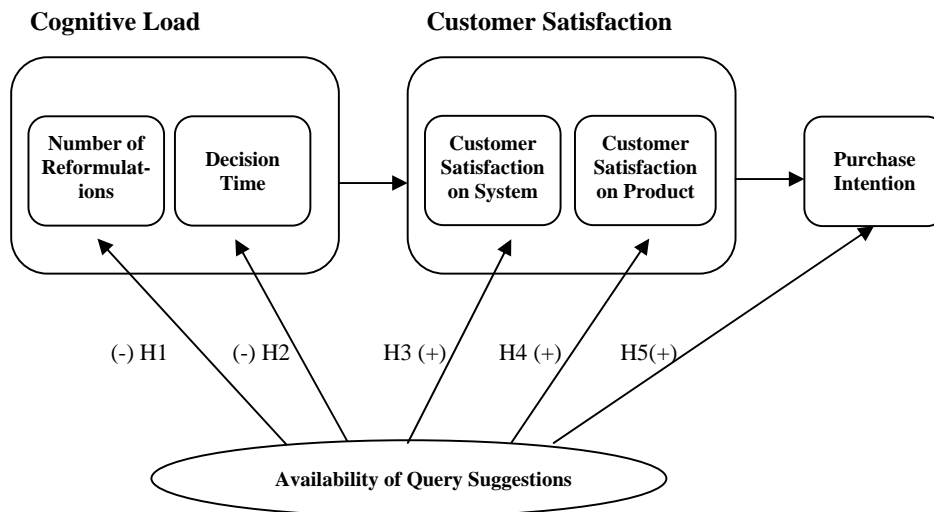 Cognitive Load
Customer Satisfaction
Number of
Reformulat-
ions
Decision
Time
Customer
Satisfaction
on System
Customer
Satisfaction
on Product
Purchase
Intention
(-) H1
(-) H2
H3 (+)
H4 (+)
H5(+)
Availability of Query Suggestions